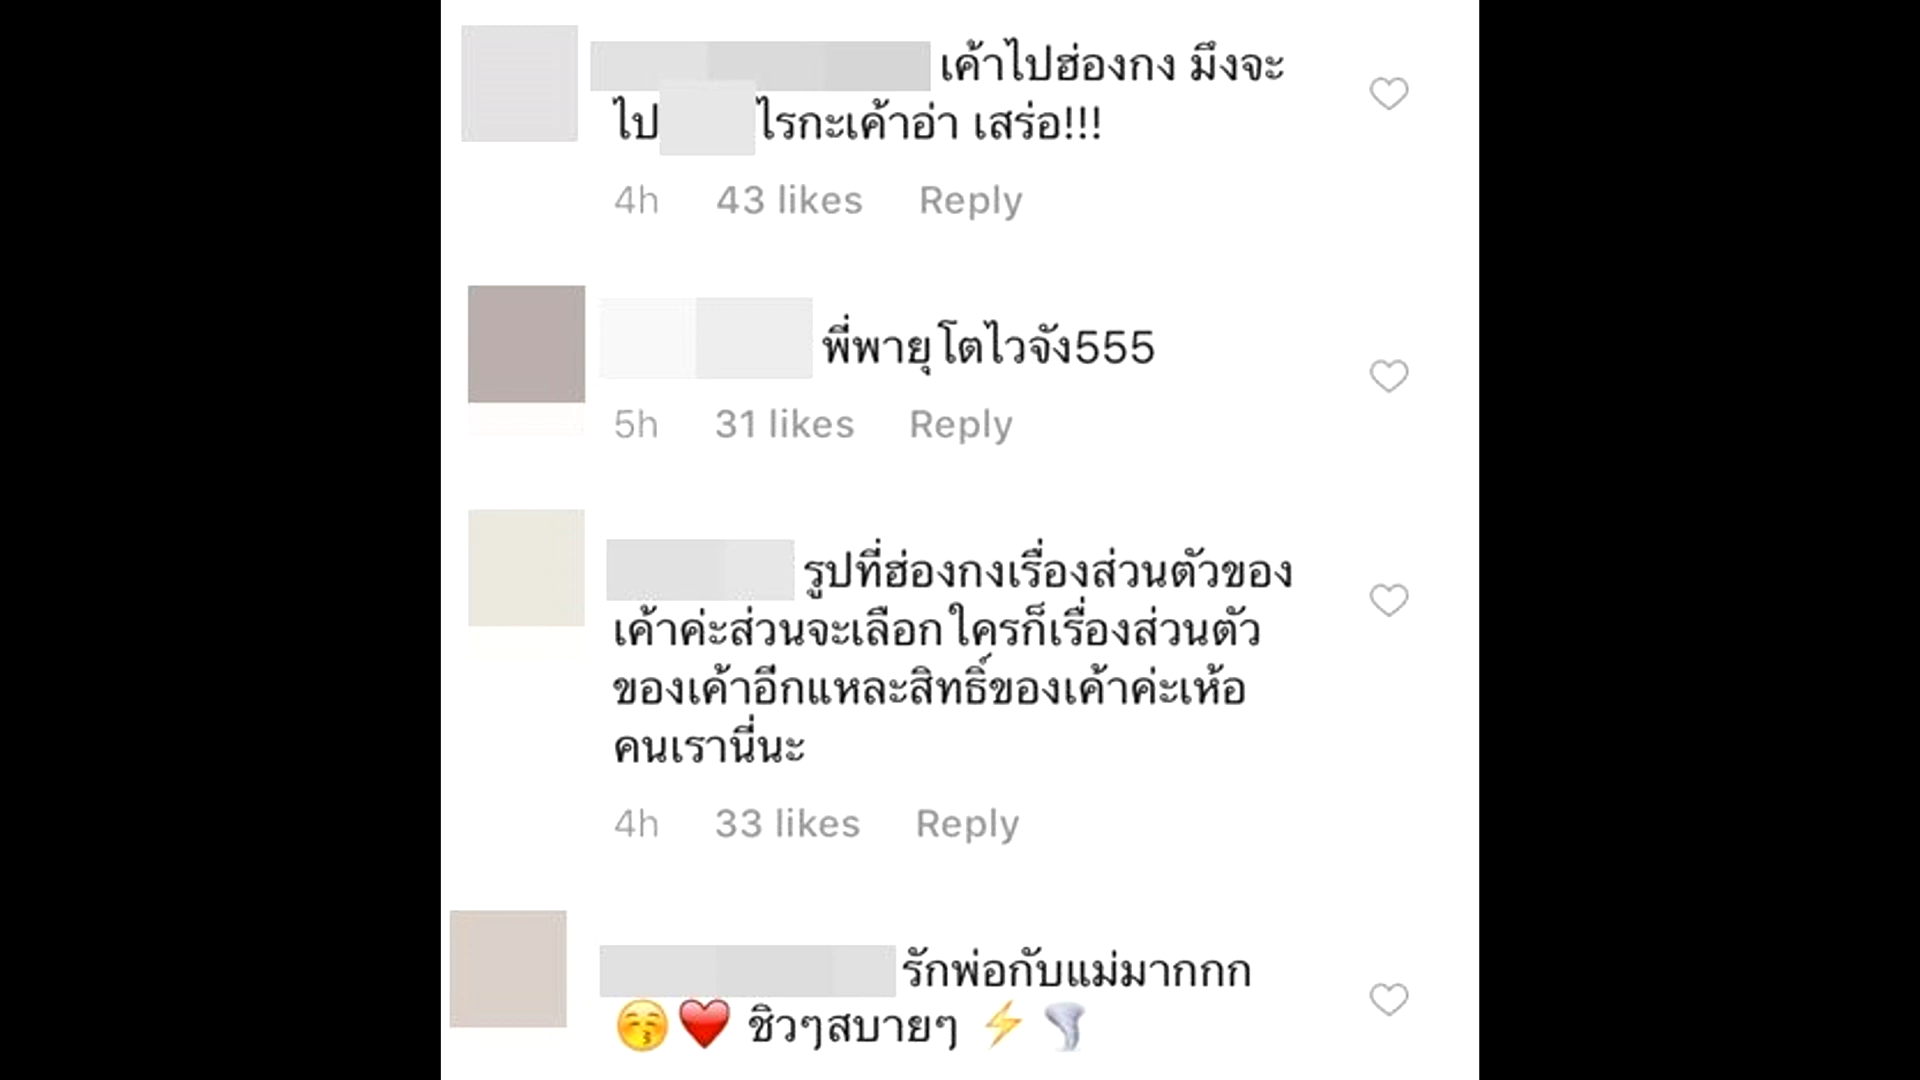 เค้าไปฮ่องกง มึงจะ
ไป ไรกะเค้าอ่า เสร่อ!!!
4h 43 likes Reply
พี่พายุโตไวจัง555
5h 31 likes Reply
รูปที่ฮ่องกงเรื่องส่วนตัวของ
เค้าค่ะส่วนจะเลือกใครก็เรื่องส่วนตัว
ของเค้าอีกแหละสิทธิ์ของเค้าค่ะเห้อ
คนเรานี่นะ
4h 33 likes Reply
รักพ่อกับแม่มากกก
😚❤️ ชิวๆสบายๆ ⚡🌪